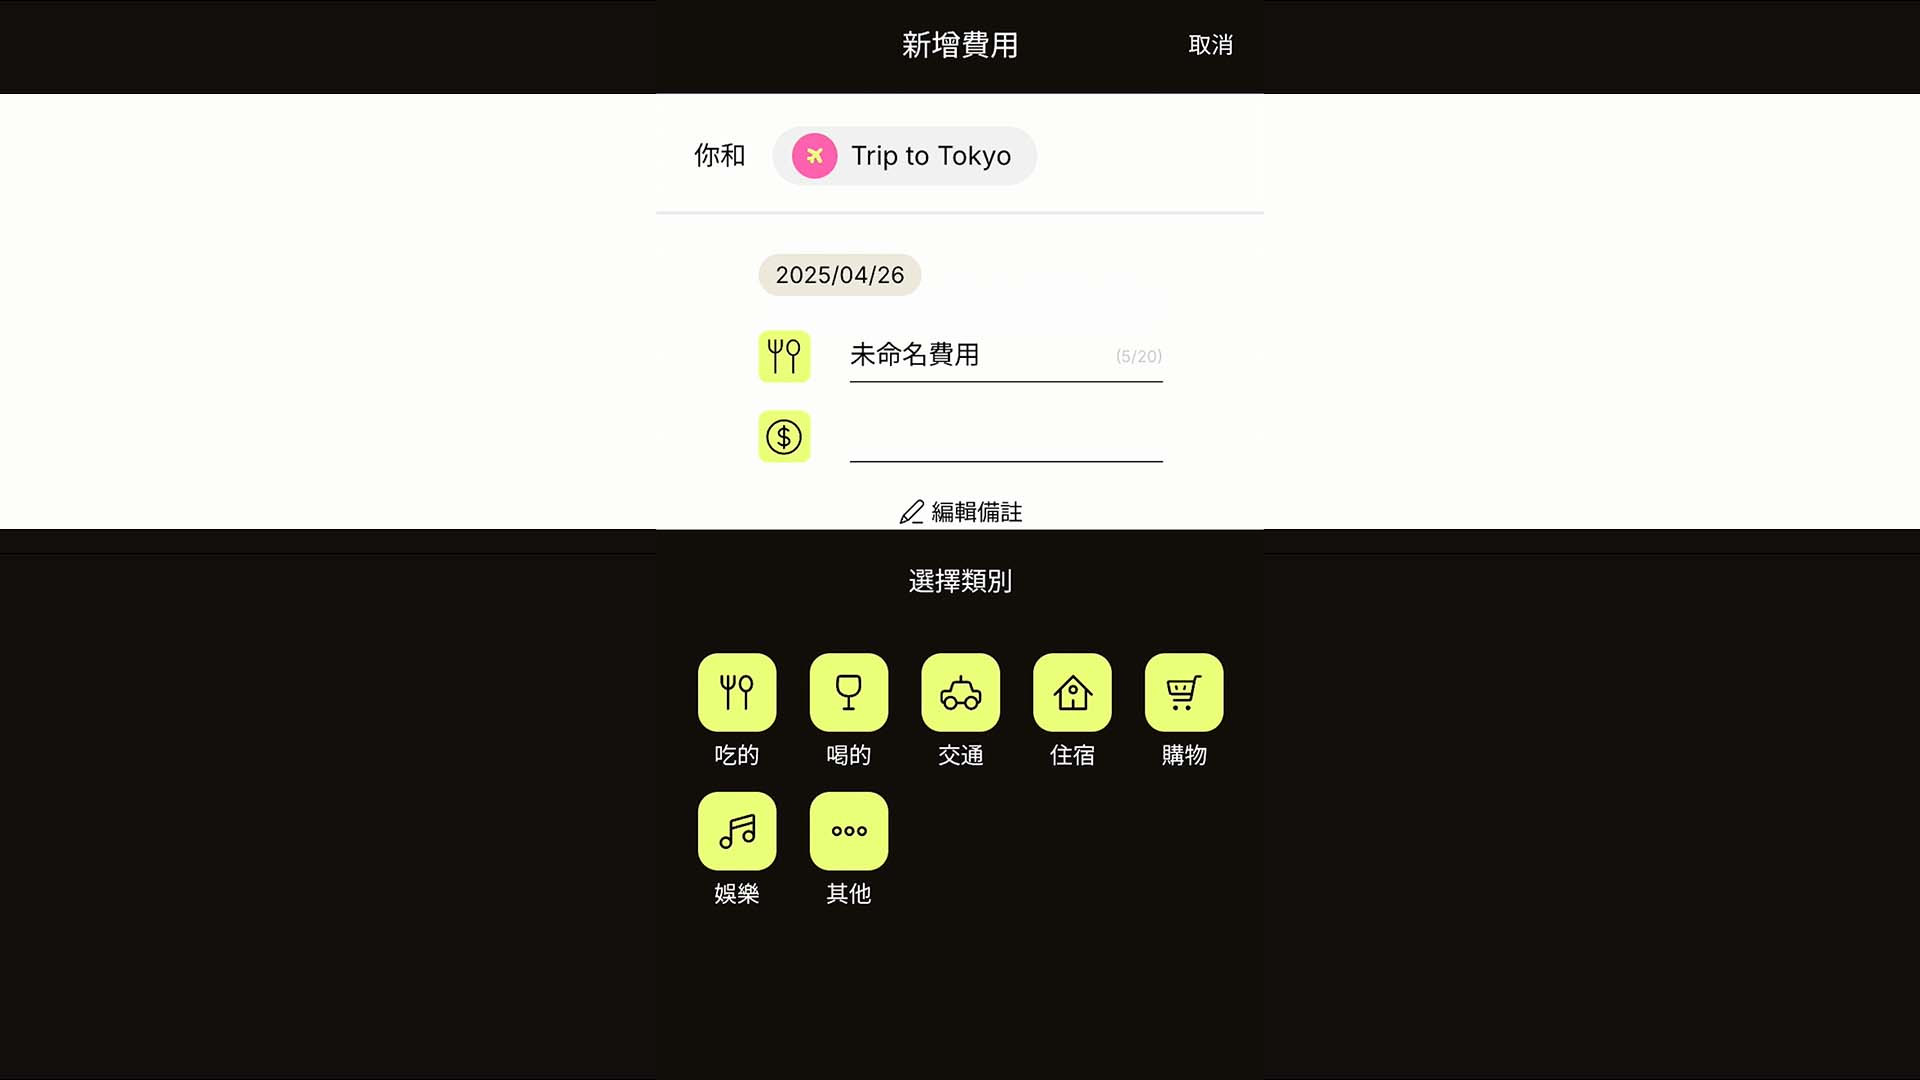 新增費用
取消
你和 Trip to Tokyo
2025/04/26
未命名費用 (5/20)
編輯備註
選擇類別
吃的 喝的 交通 住宿 購物
娛樂 其他